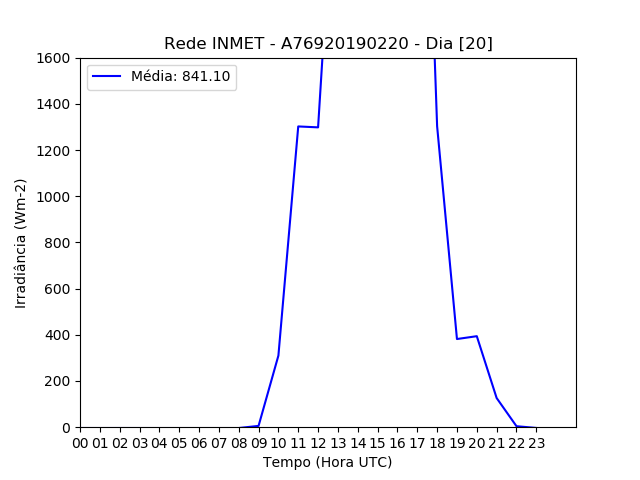 Rede INMET - A76920190220 - Dia [20]
Média: 841.10
1600
1400
1200
1000
800
600
400
200
0
Irradiância (Wm-2)
00 01 02 03 04 05 06 07 08 09 10 11 12 13 14 15 16 17 18 19 20 21 22 23
Tempo (Hora UTC)